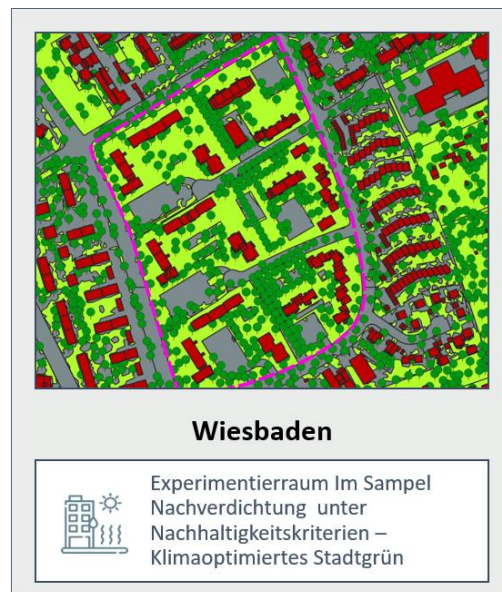 Wiesbaden
Experimentierraum Im Sampel
Nachverdichtung unter
Nachhaltigkeitskriterien –
Klimaoptimiertes Stadtgrün